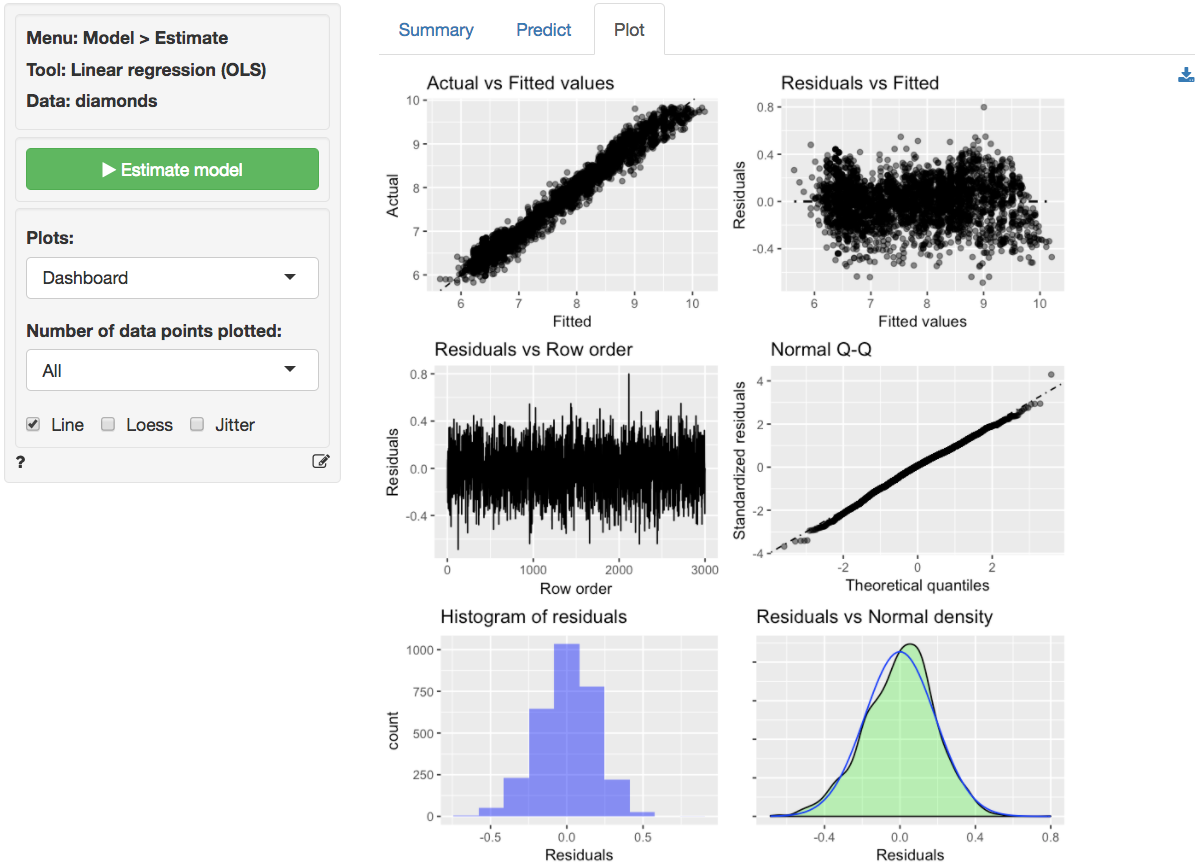 Menu: Model > Estimate
Tool: Linear regression (OLS)
Data: diamonds
Estimate model
Plots:
Dashboard
Number of data points plotted:
All
Line Loess Jitter
?
Summary Predict Plot
Actual vs Fitted values
10
9
8
7
6
Actual
6 7 8 9 10
Fitted
Residuals vs Fitted
0.8
0.4
0.0
-0.4
Residuals
6 7 8 9 10
Fitted values
Residuals vs Row order
0.8
0.4
0.0
-0.4
Residuals
0 1000 2000 3000
Row order
Normal Q-Q
4
2
0
-2
-4
Standardized residuals
-2 0 2
Theoretical quantiles
Histogram of residuals
1000
750
500
250
0
count
-0.5 0.0 0.5
Residuals
Residuals vs Normal density
-0.4 0.0 0.4 0.8
Residuals